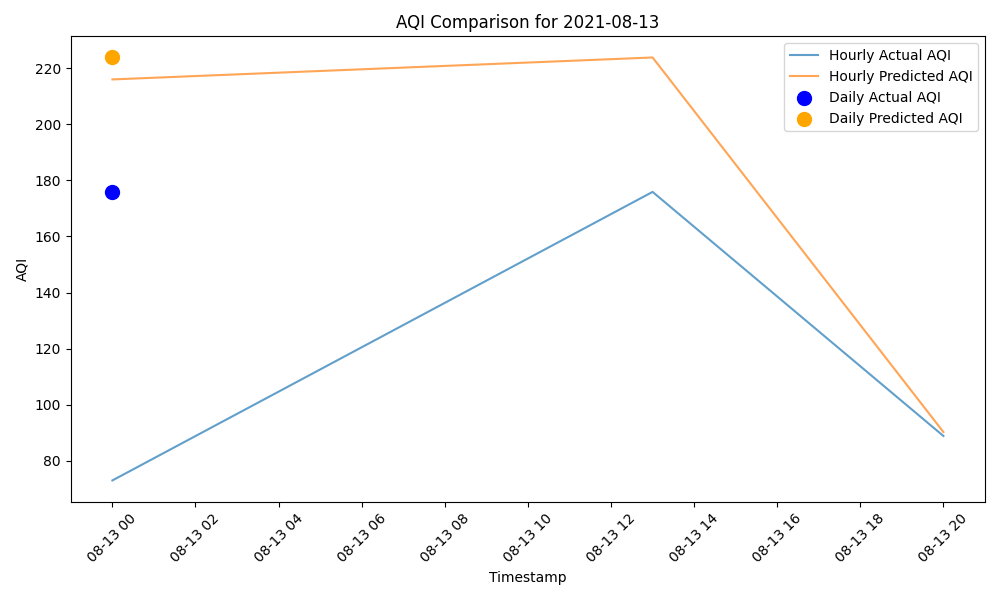 AQI Comparison for 2021-08-13
Hourly Actual AQI
Hourly Predicted AQI
Daily Actual AQI
Daily Predicted AQI
AQI
220
200
180
160
140
120
100
80
08-13 00
08-13 02
08-13 04
08-13 06
08-13 08
08-13 10
08-13 12
08-13 14
08-13 16
08-13 18
08-13 20
Timestamp